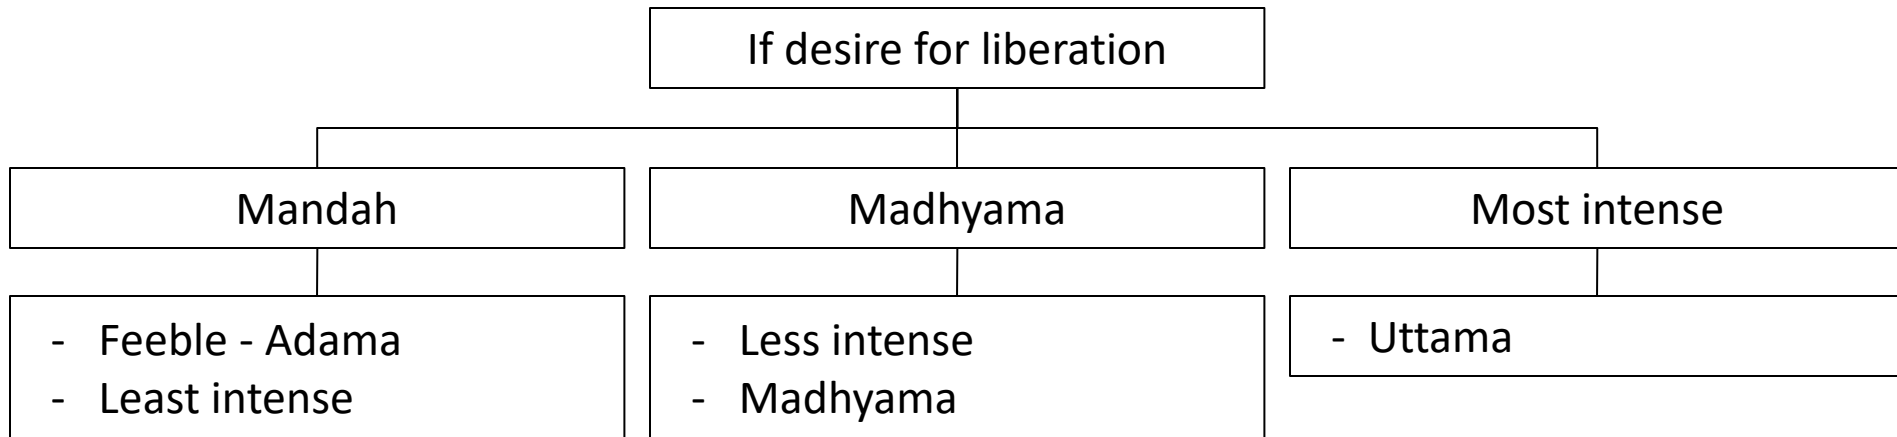 If desire for liberation
Mandah
Madhyama
Most intense
- Feeble - Adama
- Least intense
- Less intense
- Madhyama
- Uttama